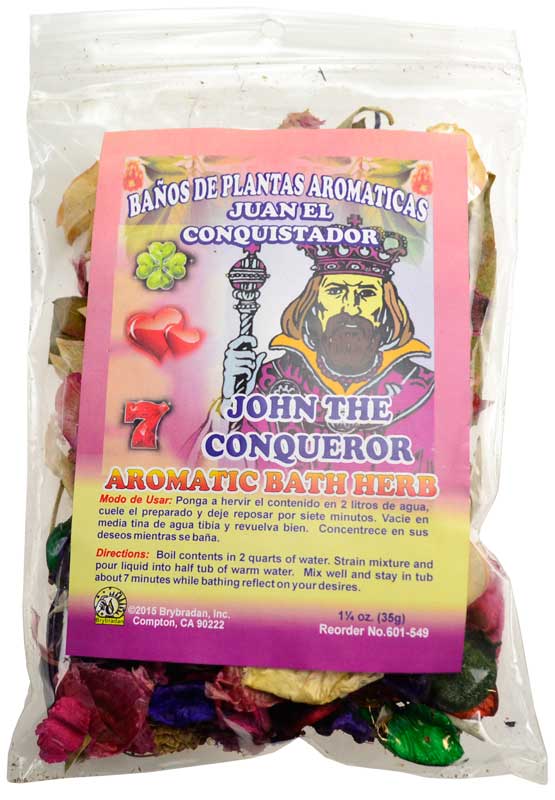 BAÑOS DE PLANTAS AROMATICAS
JUAN EL
CONQUISTADOR
7
JOHN THE
CONQUEROR
AROMATIC BATH HERB
Modo de Usar: Ponga a hervir el contenido en 2 litros de agua,
cuele el preparado y deje reposar por siete minutos. Vacie en
media tina de agua tibia y revuelva bien. Concentrece en sus
deseos mientras se baña.
Directions: Boil contents in 2 quarts of water. Strain mixture and
pour liquid into half tub of warm water. Mix well and stay in tub
about 7 minutes while bathing reflect on your desires.
Brybradan
©2015 Brybradan, Inc.
Compton, CA 90222
1¼ oz. (35g)
Reorder No.601-549